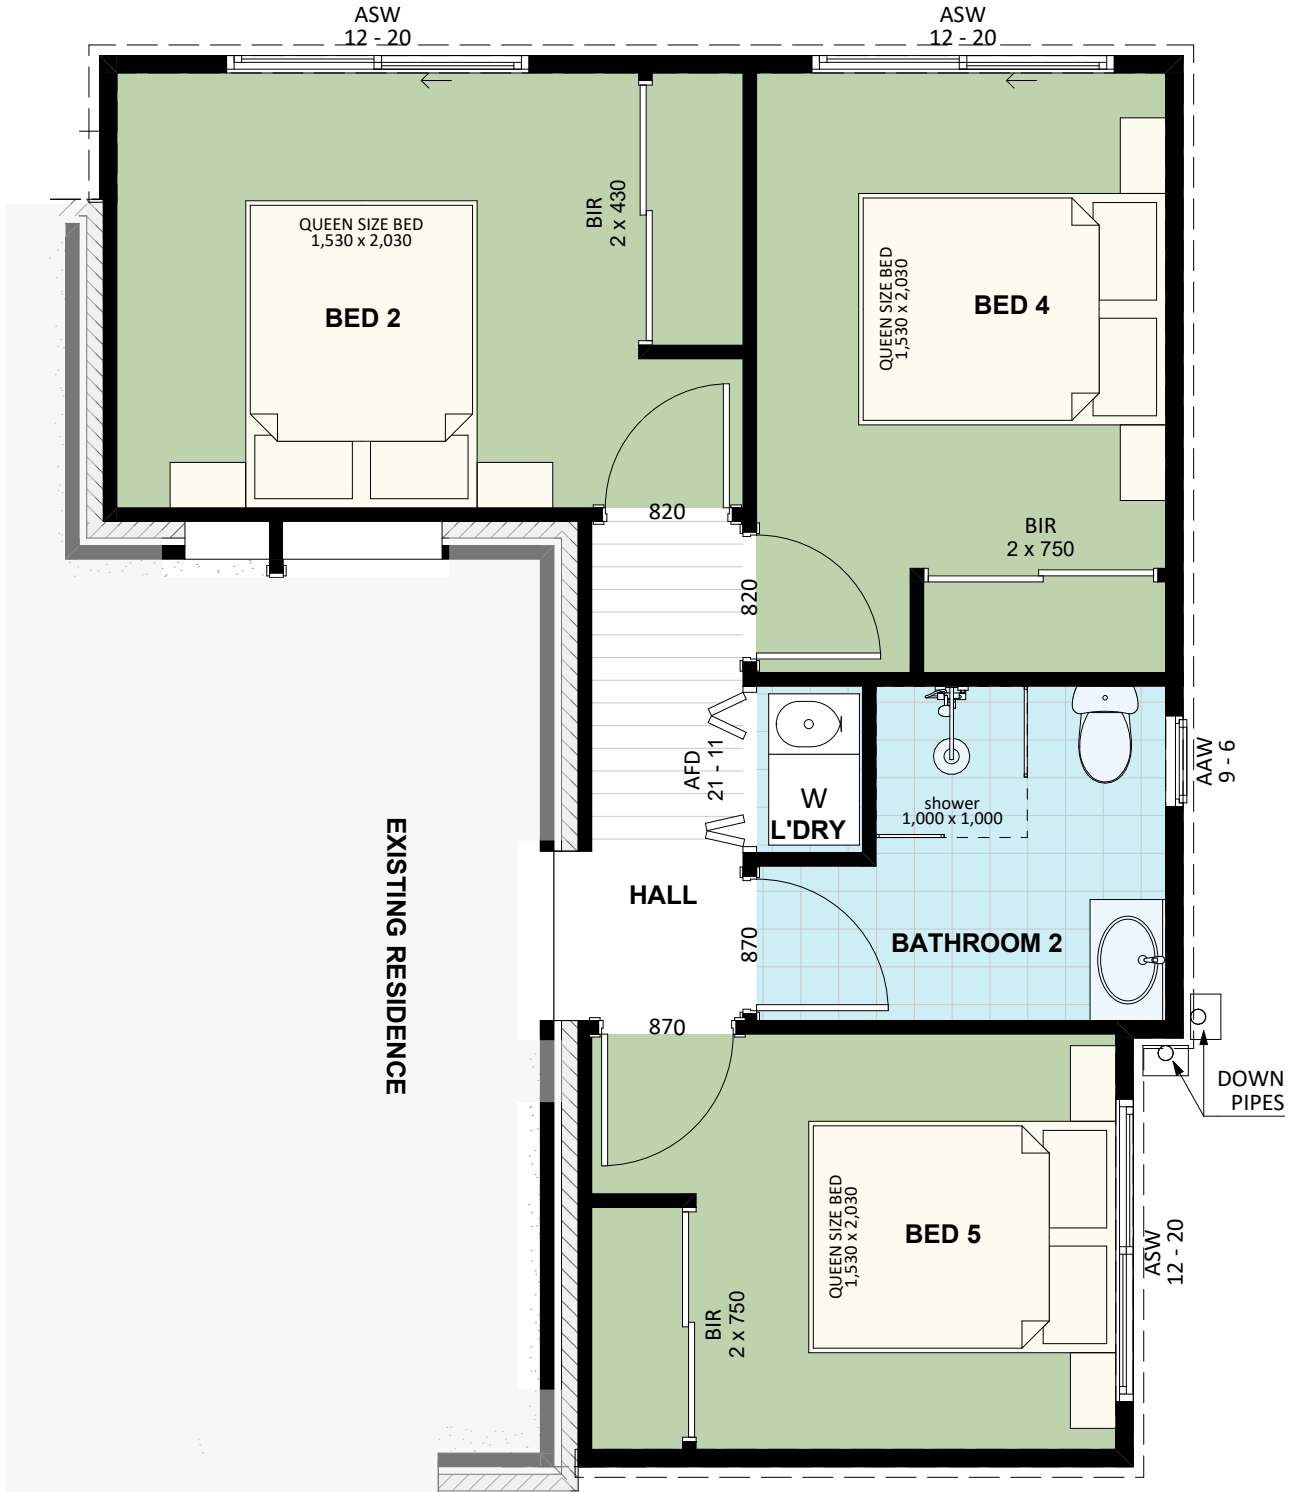 ASW
12 - 20
ASW
12 - 20
QUEEN SIZE BED
1,530 x 2,030
BED 2
BIR
2 x 430
QUEEN SIZE BED
1,530 x 2,030
BED 4
BIR
2 x 750
820
820
AFD
21 - 11
W
L'DRY
shower
1,000 x 1,000
AAW
9 - 6
EXISTING RESIDENCE
HALL
870
BATHROOM 2
870
DOWN
PIPES
QUEEN SIZE BED
1,530 x 2,030
BED 5
BIR
2 x 750
ASW
12 - 20